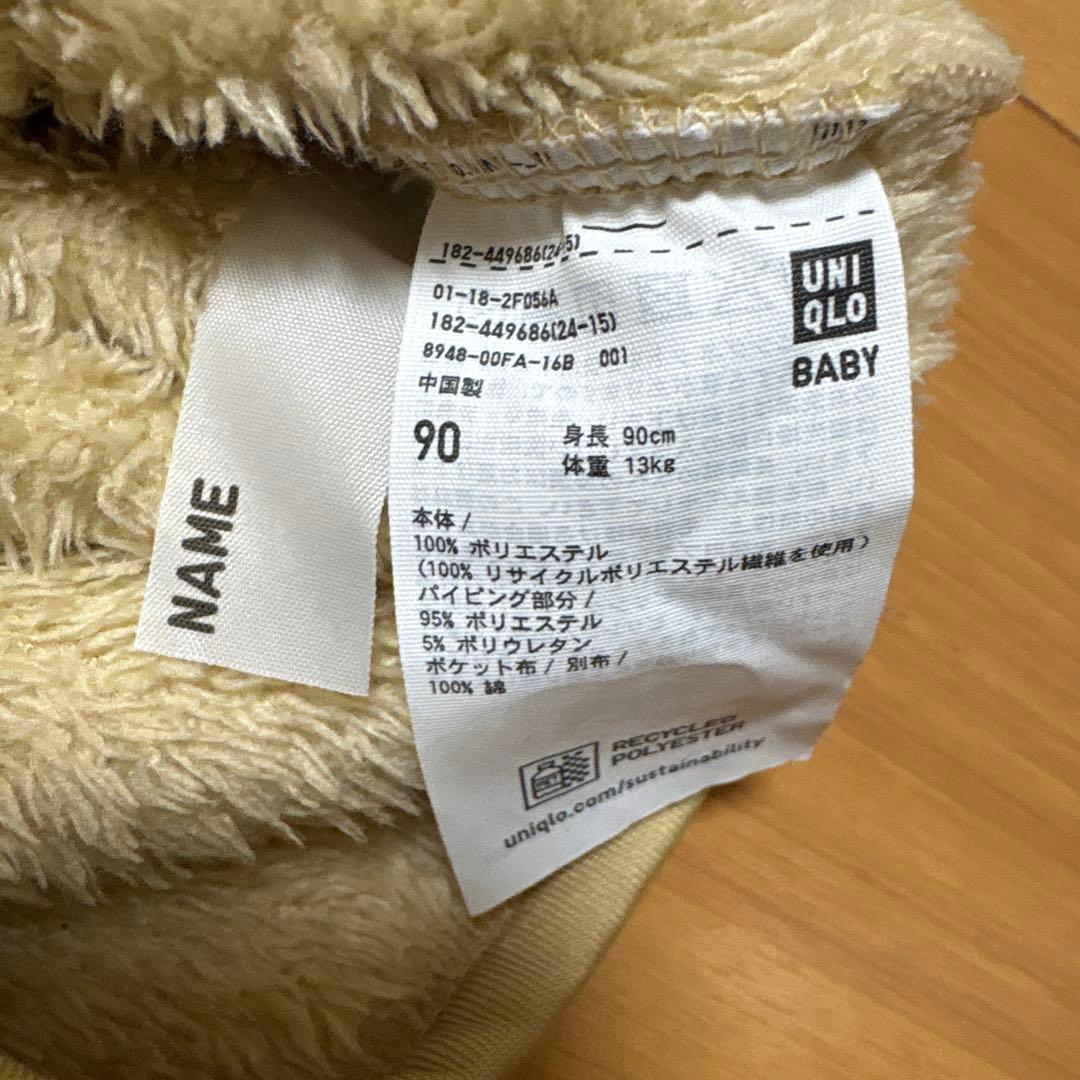 182-449686(24-15)
01-18-2F056A
182-449686(24-15)
8948-00FA-16B 001
中国製
UNI
QLO
BABY
90
身長 90cm
体重 13kg
本体 /
100% ポリエステル
(100% リサイクルポリエステル繊維を使用)
パイピング部分 /
95% ポリエステル
5% ポリウレタン
ポケット布 / 別布 /
100% 綿
RECYCLED
POLYESTER
uniqlo.com/sustainability
NAME